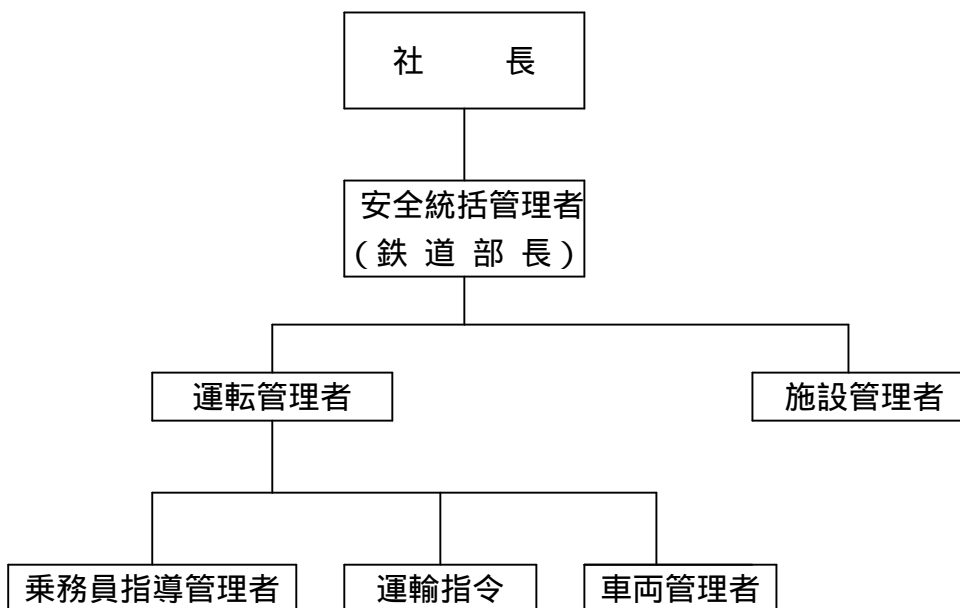 社　　長
安全統括管理者
(鉄 道 部 長)
運転管理者
施設管理者
乗務員指導管理者
運輸指令
車両管理者